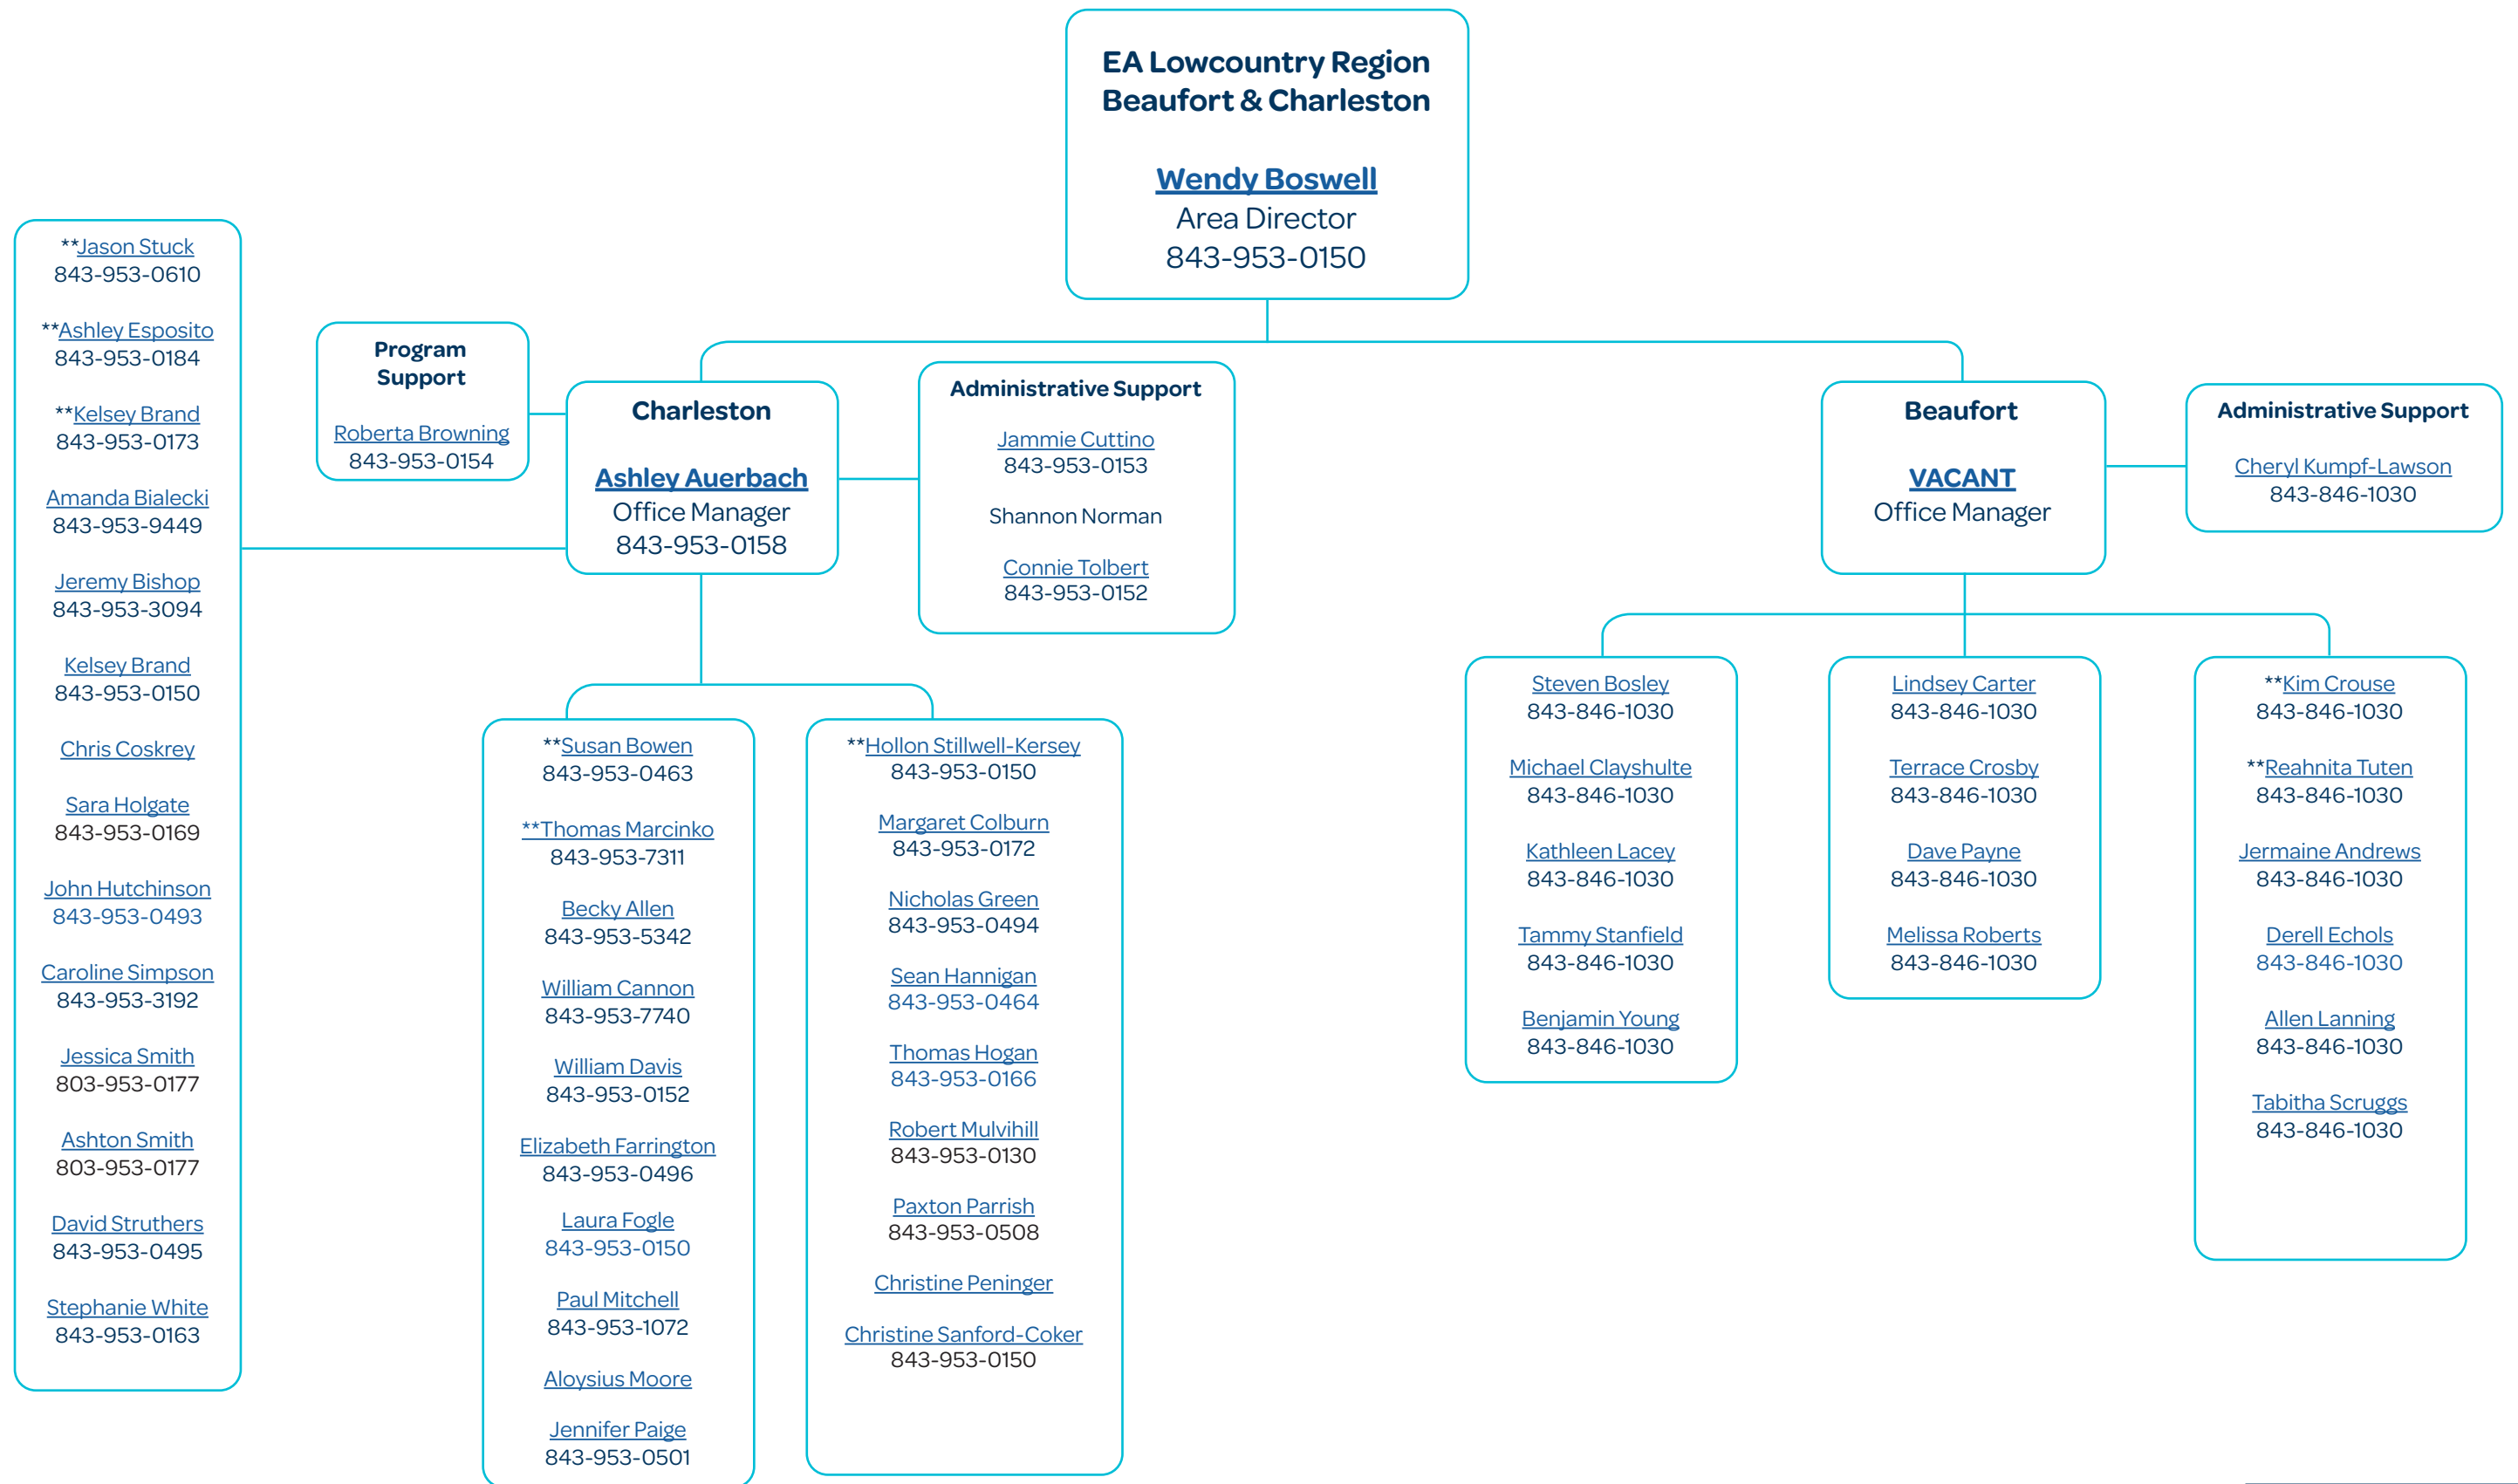 EA Lowcountry Region
Beaufort & Charleston
Wendy Boswell
Area Director
843-953-0150
**Jason Stuck
843-953-0610
**Ashley Esposito
843-953-0184
**Kelsey Brand
843-953-0173
Amanda Bialecki
843-953-9449
Jeremy Bishop
843-953-3094
Kelsey Brand
843-953-0150
Chris Coskrey
Sara Holgate
843-953-0169
John Hutchinson
843-953-0493
Caroline Simpson
843-953-3192
Jessica Smith
803-953-0177
Ashton Smith
803-953-0177
David Struthers
843-953-0495
Stephanie White
843-953-0163
Program
Support
Roberta Browning
843-953-0154
Charleston
Ashley Auerbach
Office Manager
843-953-0158
Administrative Support
Jammie Cuttino
843-953-0153
Shannon Norman
Connie Tolbert
843-953-0152
Beaufort
VACANT
Office Manager
Administrative Support
Cheryl Kumpf-Lawson
843-846-1030
**Susan Bowen
843-953-0463
**Thomas Marcinko
843-953-7311
Becky Allen
843-953-5342
William Cannon
843-953-7740
William Davis
843-953-0152
Elizabeth Farrington
843-953-0496
Laura Fogle
843-953-0150
Paul Mitchell
843-953-1072
Aloysius Moore
Jennifer Paige
843-953-0501
**Hollon Stillwell-Kersey
843-953-0150
Margaret Colburn
843-953-0172
Nicholas Green
843-953-0494
Sean Hannigan
843-953-0464
Thomas Hogan
843-953-0166
Robert Mulvihill
843-953-0130
Paxton Parrish
843-953-0508
Christine Peninger
Christine Sanford-Coker
843-953-0150
Steven Bosley
843-846-1030
Michael Clayshulte
843-846-1030
Kathleen Lacey
843-846-1030
Tammy Stanfield
843-846-1030
Benjamin Young
843-846-1030
Lindsey Carter
843-846-1030
Terrace Crosby
843-846-1030
Dave Payne
843-846-1030
Melissa Roberts
843-846-1030
**Kim Crouse
843-846-1030
**Reahnita Tuten
843-846-1030
Jermaine Andrews
843-846-1030
Derell Echols
843-846-1030
Allen Lanning
843-846-1030
Tabitha Scruggs
843-846-1030